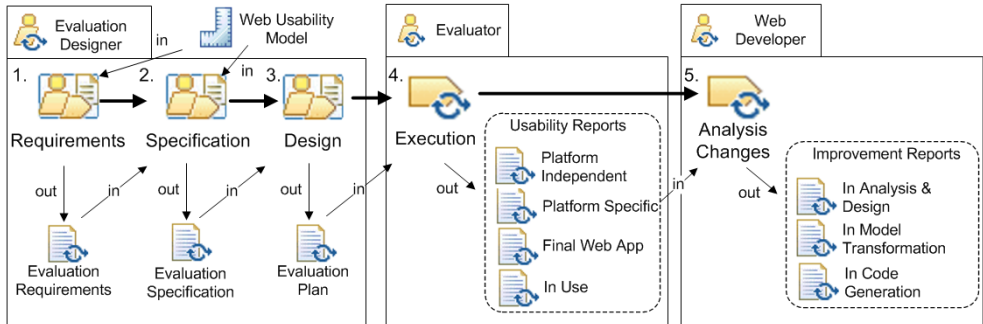 Evaluation
Designer
in
Web Usability
Model
in
1.
Requirements
2.
Specification
3.
Design
out
in
out
in
out
in
Evaluation
Requirements
Evaluation
Specification
Evaluation
Plan
Evaluator
4.
Execution
out
Usability Reports
Platform
Independent
Platform Specific
Final Web App
In Use
in
Web
Developer
5.
Analysis
Changes
out
Improvement Reports
In Analysis &
Design
In Model
Transformation
In Code
Generation